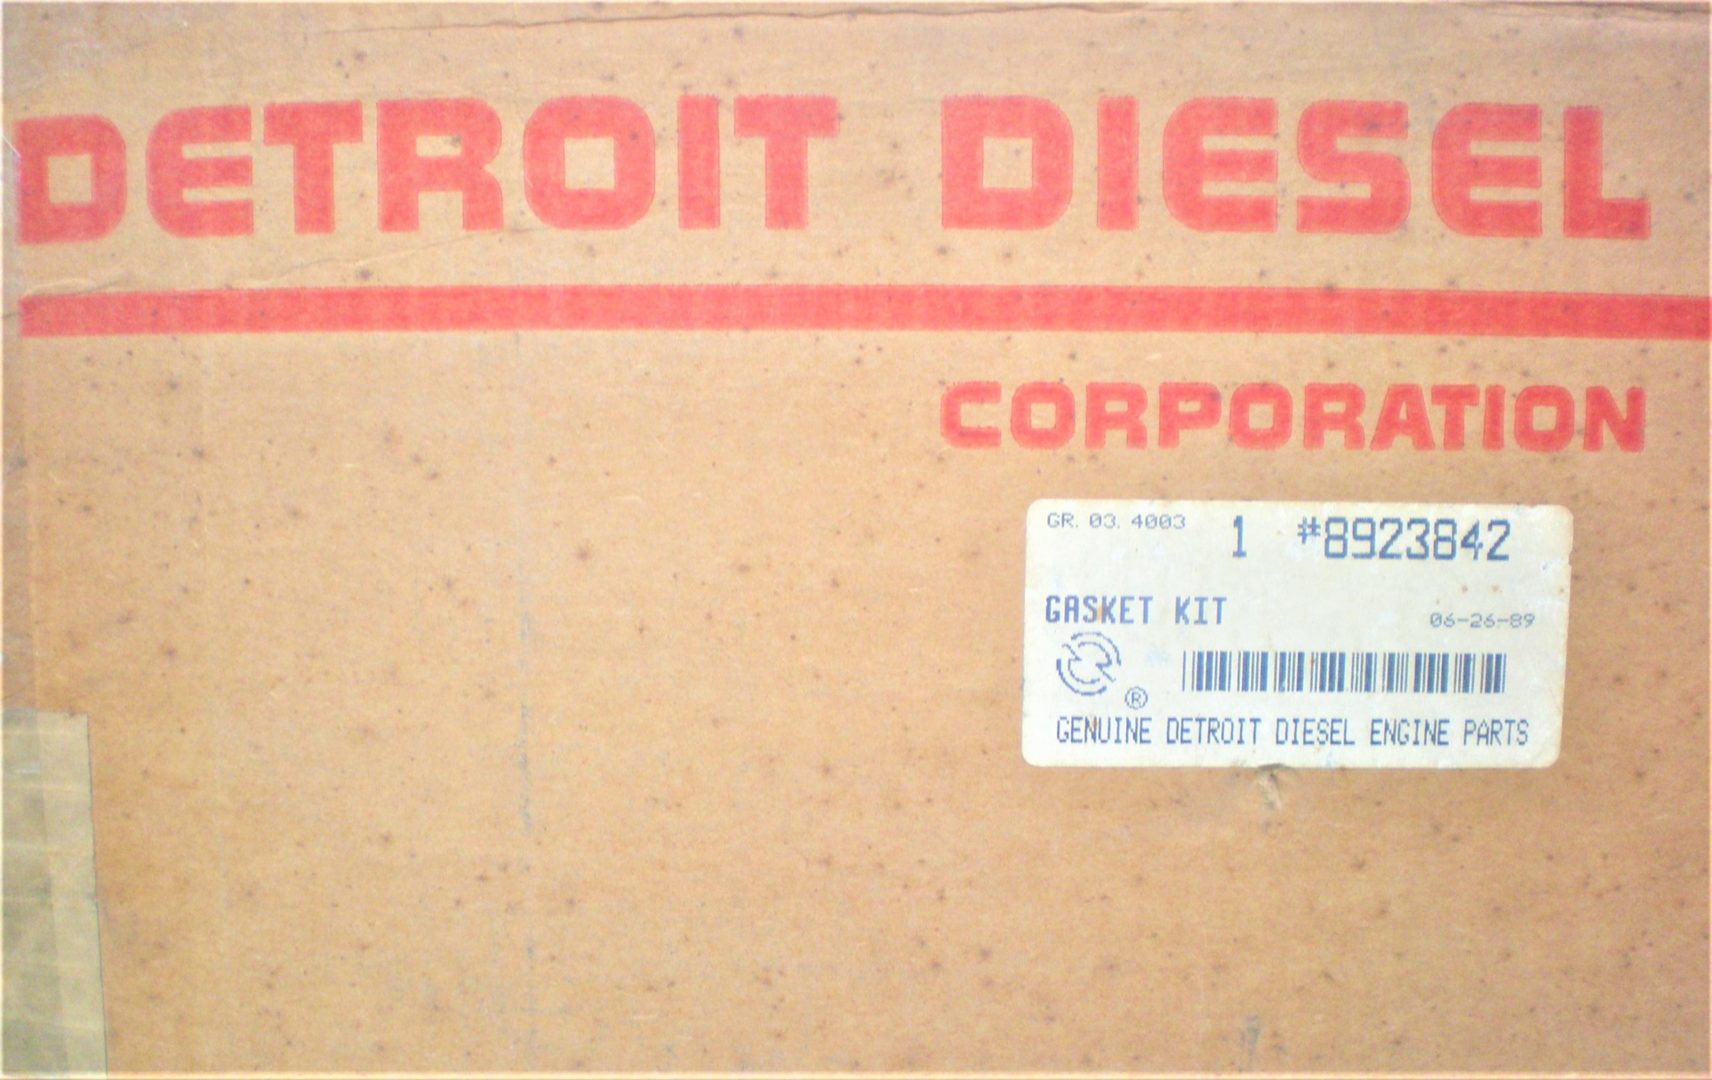 DETROIT DIESEL
CORPORATION
GR. 03. 4003 1 #8923842
GASKET KIT 06-26-89
®
GENUINE DETROIT DIESEL ENGINE PARTS